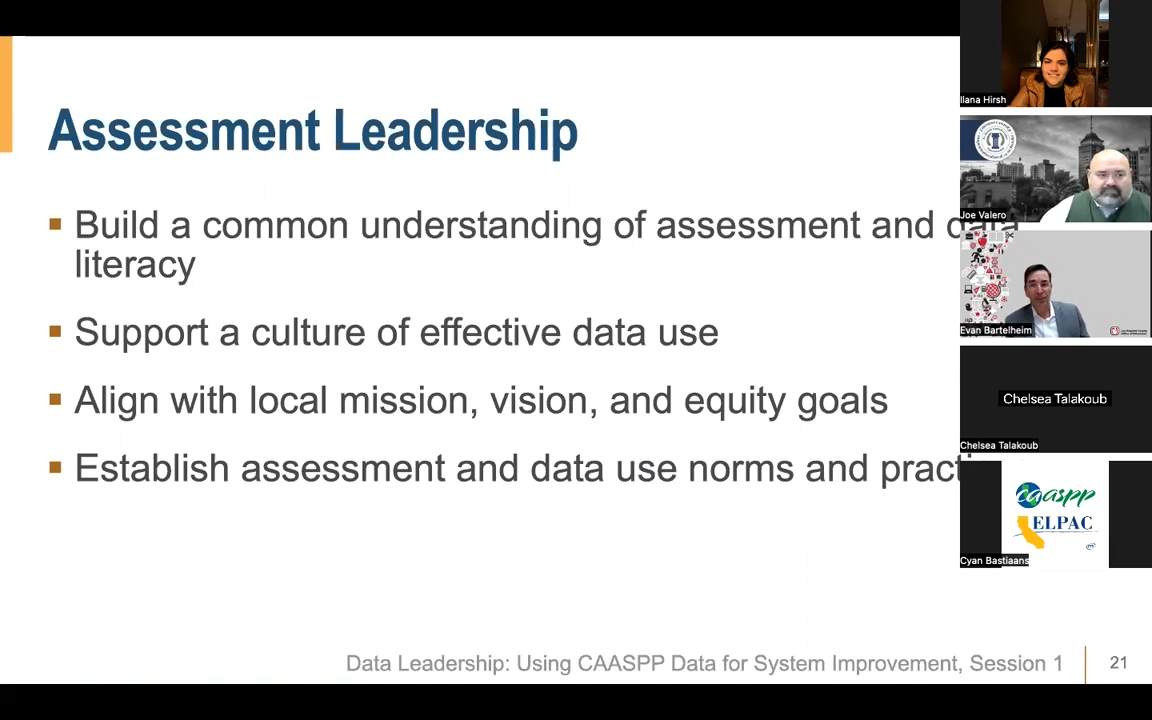 Assessment Leadership
Build a common understanding of assessment and data
literacy
Support a culture of effective data use
Align with local mission, vision, and equity goals
Establish assessment and data use norms and
Data Leadership: Using CAASPP Data for System Improvement, Session 1
21
Ilana Hirsh
Joe Valero
Evan Bartelheim
Chelsea Talakoub
Chelsea Talakoub
caaspp
ELPAC
Cyan Bastiaans